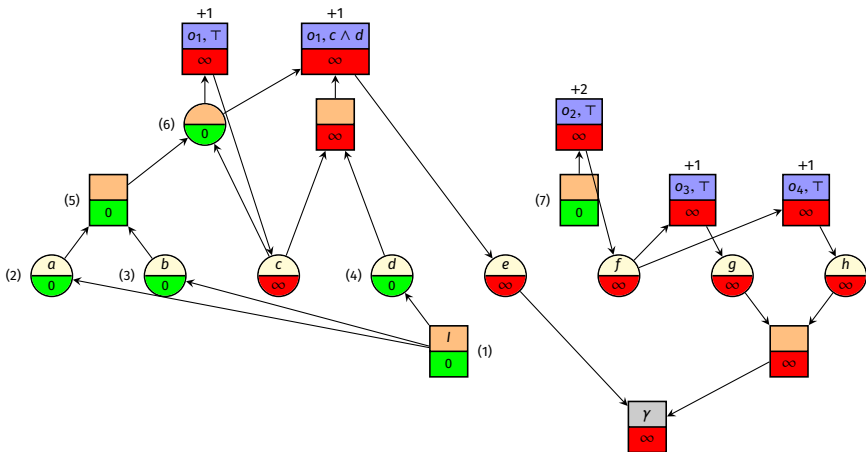 +1 +1
o₁, ⊤ o₁, c ∧ d
∞ ∞
+2
(6) 0 ∞ o₂, ⊤
∞
+1 +1
(5) 0 (7) 0 o₃, ⊤ o₄, ⊤
∞ ∞
(2) a (3) b c (4) d e f g h
0 0 ∞ 0 ∞ ∞ ∞ ∞
I (1)
0 ∞
γ
∞